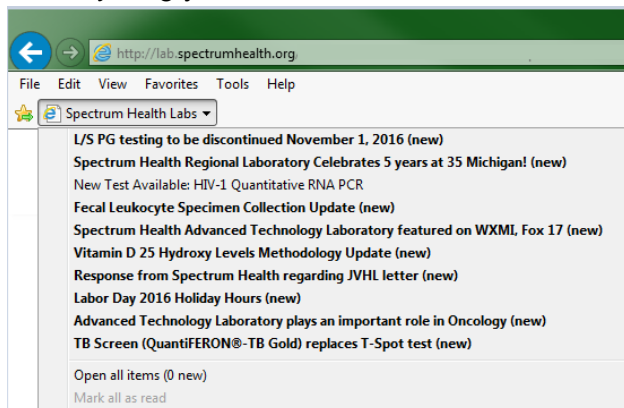 http://lab.spectrumhealth.org/
File Edit View Favorites Tools Help
Spectrum Health Labs
L/S PG testing to be discontinued November 1, 2016 (new)
Spectrum Health Regional Laboratory Celebrates 5 years at 35 Michigan! (new)
New Test Available: HIV-1 Quantitative RNA PCR
Fecal Leukocyte Specimen Collection Update (new)
Spectrum Health Advanced Technology Laboratory featured on WXMI, Fox 17 (new)
Vitamin D 25 Hydroxy Levels Methodology Update (new)
Response from Spectrum Health regarding JVHL letter (new)
Labor Day 2016 Holiday Hours (new)
Advanced Technology Laboratory plays an important role in Oncology (new)
TB Screen (QuantiFERON®-TB Gold) replaces T-Spot test (new)
Open all items (0 new)
Mark all as read